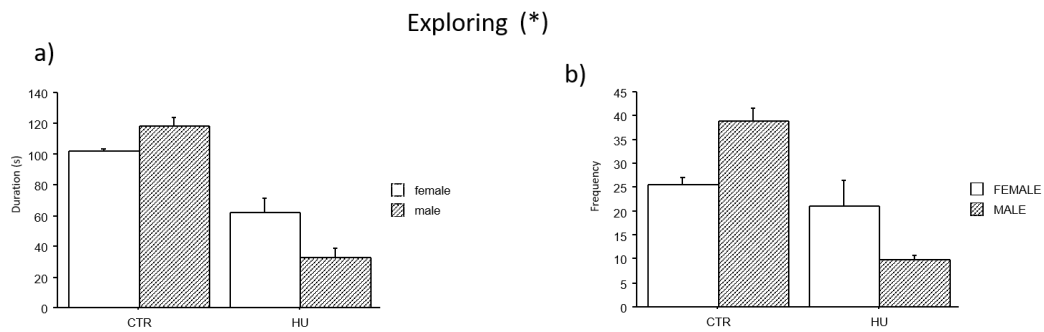 Exploring (*)
a)
140
120
100
80
60
40
20
0
Duration (s)
CTR
HU
female
male
b)
45
40
35
30
25
20
15
10
5
0
Frequency
CTR
HU
FEMALE
MALE